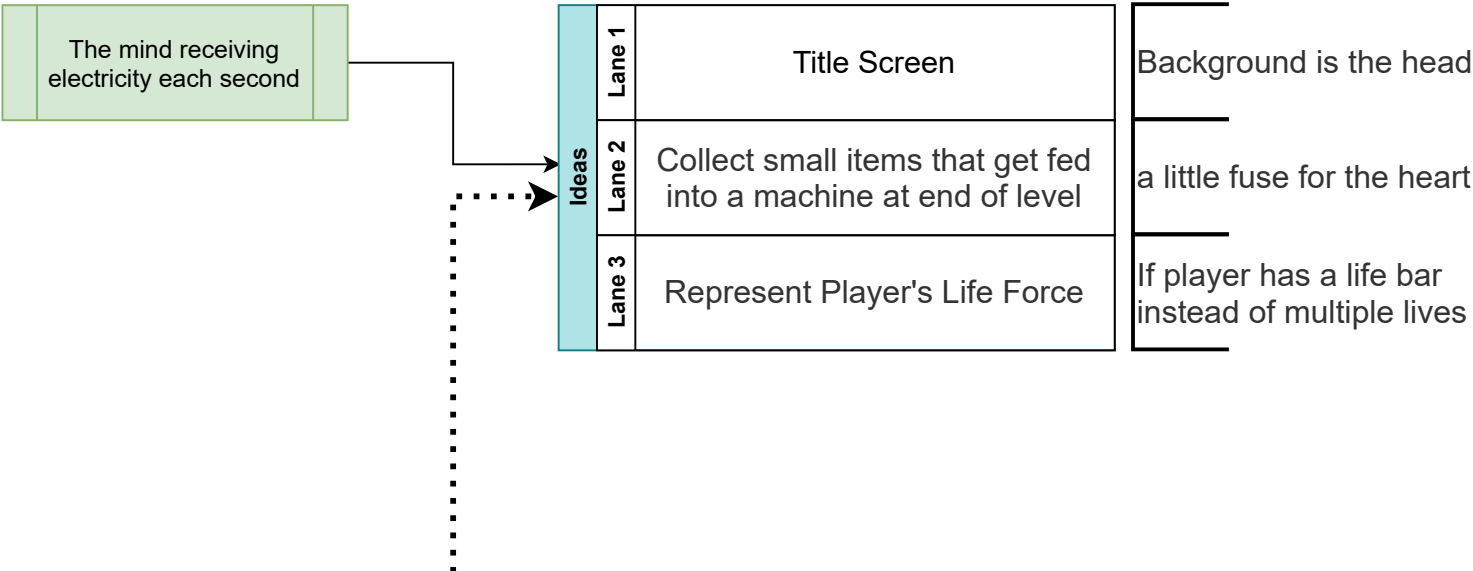 The mind receiving
electricity each second
Ideas
Lane 1
Title Screen
Background is the head
Lane 2
Collect small items that get fed
into a machine at end of level
a little fuse for the heart
Lane 3
Represent Player's Life Force
If player has a life bar
instead of multiple lives